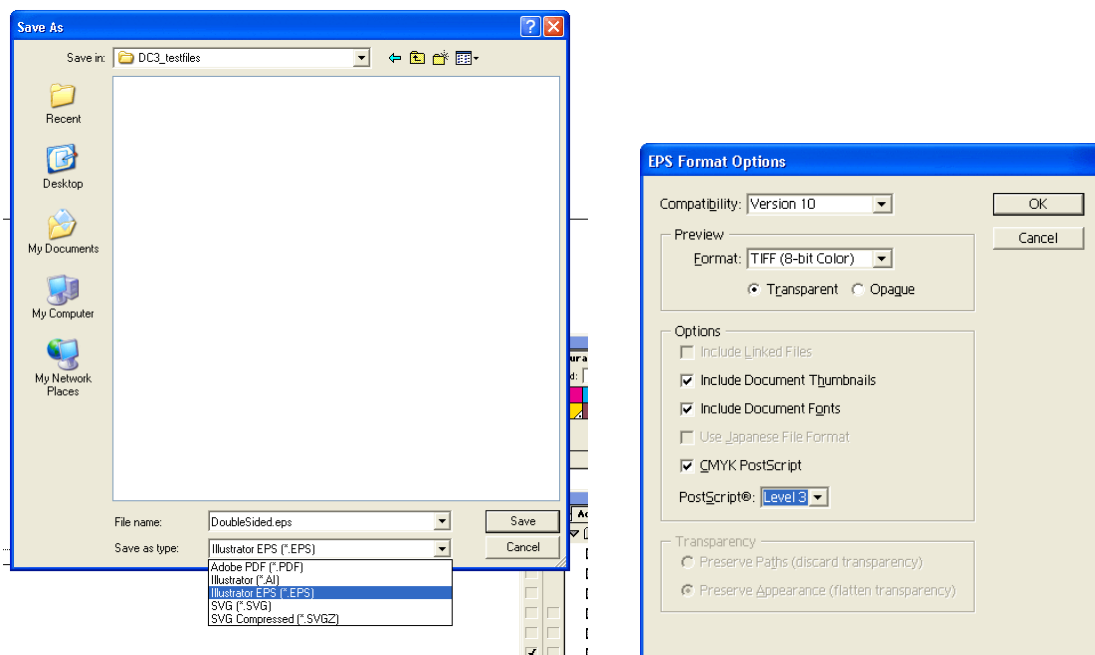 Save As
Save in: DC3_testfiles
Recent
Desktop
My Documents
My Computer
My Network
Places
File name: DoubleSided.eps
Save
Save as type: Illustrator EPS (*.EPS)
Cancel
Adobe PDF (*.PDF)
Illustrator (*.AI)
Illustrator EPS (*.EPS)
SVG (*.SVG)
SVG Compressed (*.SVGZ)
EPS Format Options
Compatibility: Version 10
OK
Cancel
Preview
Format: TIFF (8-bit Color)
Transparent Opaque
Options
Include Linked Files
Include Document Thumbnails
Include Document Fonts
Use Japanese File Format
CMYK PostScript
PostScript®: Level 3
Transparency
Preserve Paths (discard transparency)
Preserve Appearance (flatten transparency)